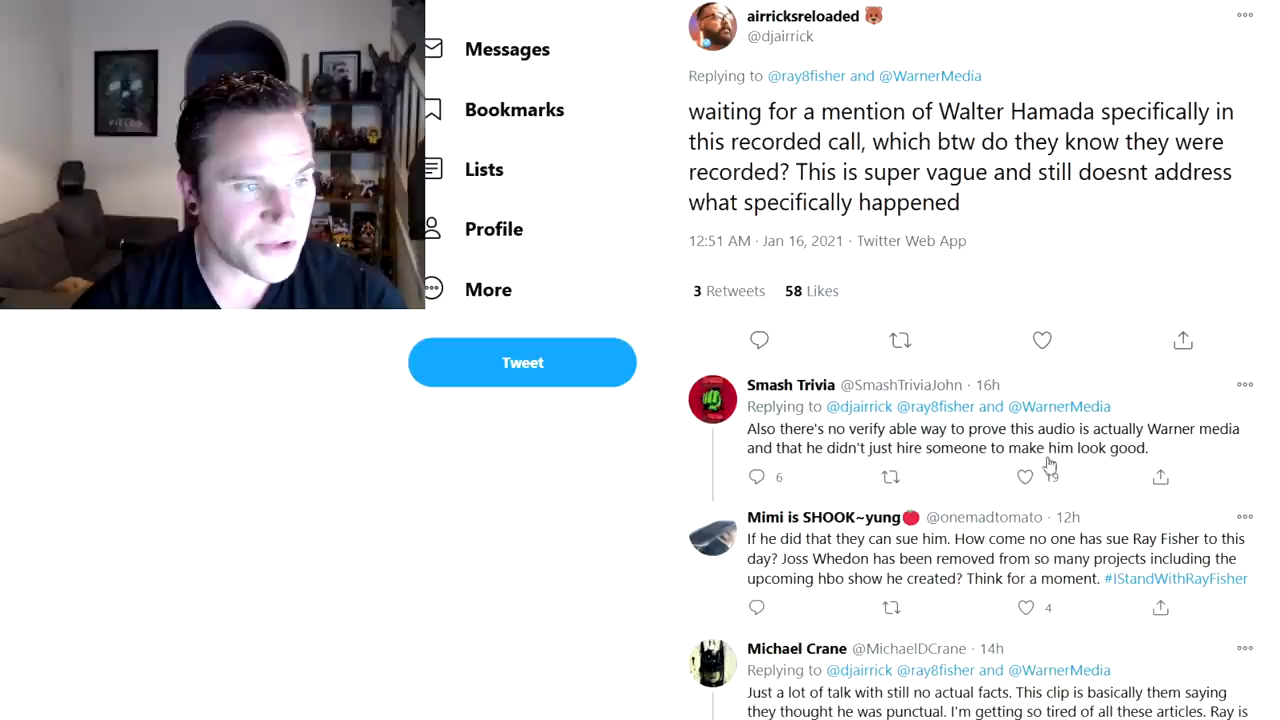 Messages
Bookmarks
Lists
Profile
More
Tweet
airricksreloaded 🐻
@djairrick
Replying to @ray8fisher and @WarnerMedia
waiting for a mention of Walter Hamada specifically in
this recorded call, which btw do they know they were
recorded? This is super vague and still doesnt address
what specifically happened
12:51 AM · Jan 16, 2021 · Twitter Web App
3 Retweets 58 Likes
Smash Trivia @SmashTriviaJohn · 16h
Replying to @djairrick @ray8fisher and @WarnerMedia
Also there's no verify able way to prove this audio is actually Warner media
and that he didn't just hire someone to make him look good.
6 19
Mimi is SHOOK~yung🍅 @onemadtomato · 12h
If he did that they can sue him. How come no one has sue Ray Fisher to this
day? Joss Whedon has been removed from so many projects including the
upcoming hbo show he created? Think for a moment. #IStandWithRayFisher
4
Michael Crane @MichaelDCrane · 14h
Replying to @djairrick @ray8fisher and @WarnerMedia
Just a lot of talk with still no actual facts. This clip is basically them saying
they thought he was punctual. I'm getting so tired of all these articles. Ray is